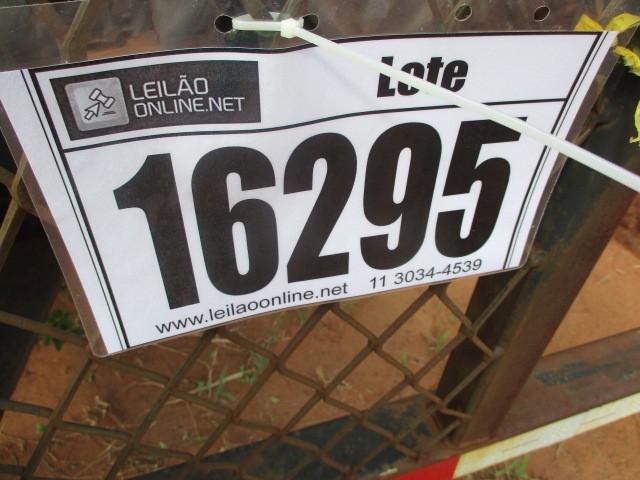 LEILÃO
ONLINE.NET
Lote
16295
www.leilaoonline.net 11 3034-4539